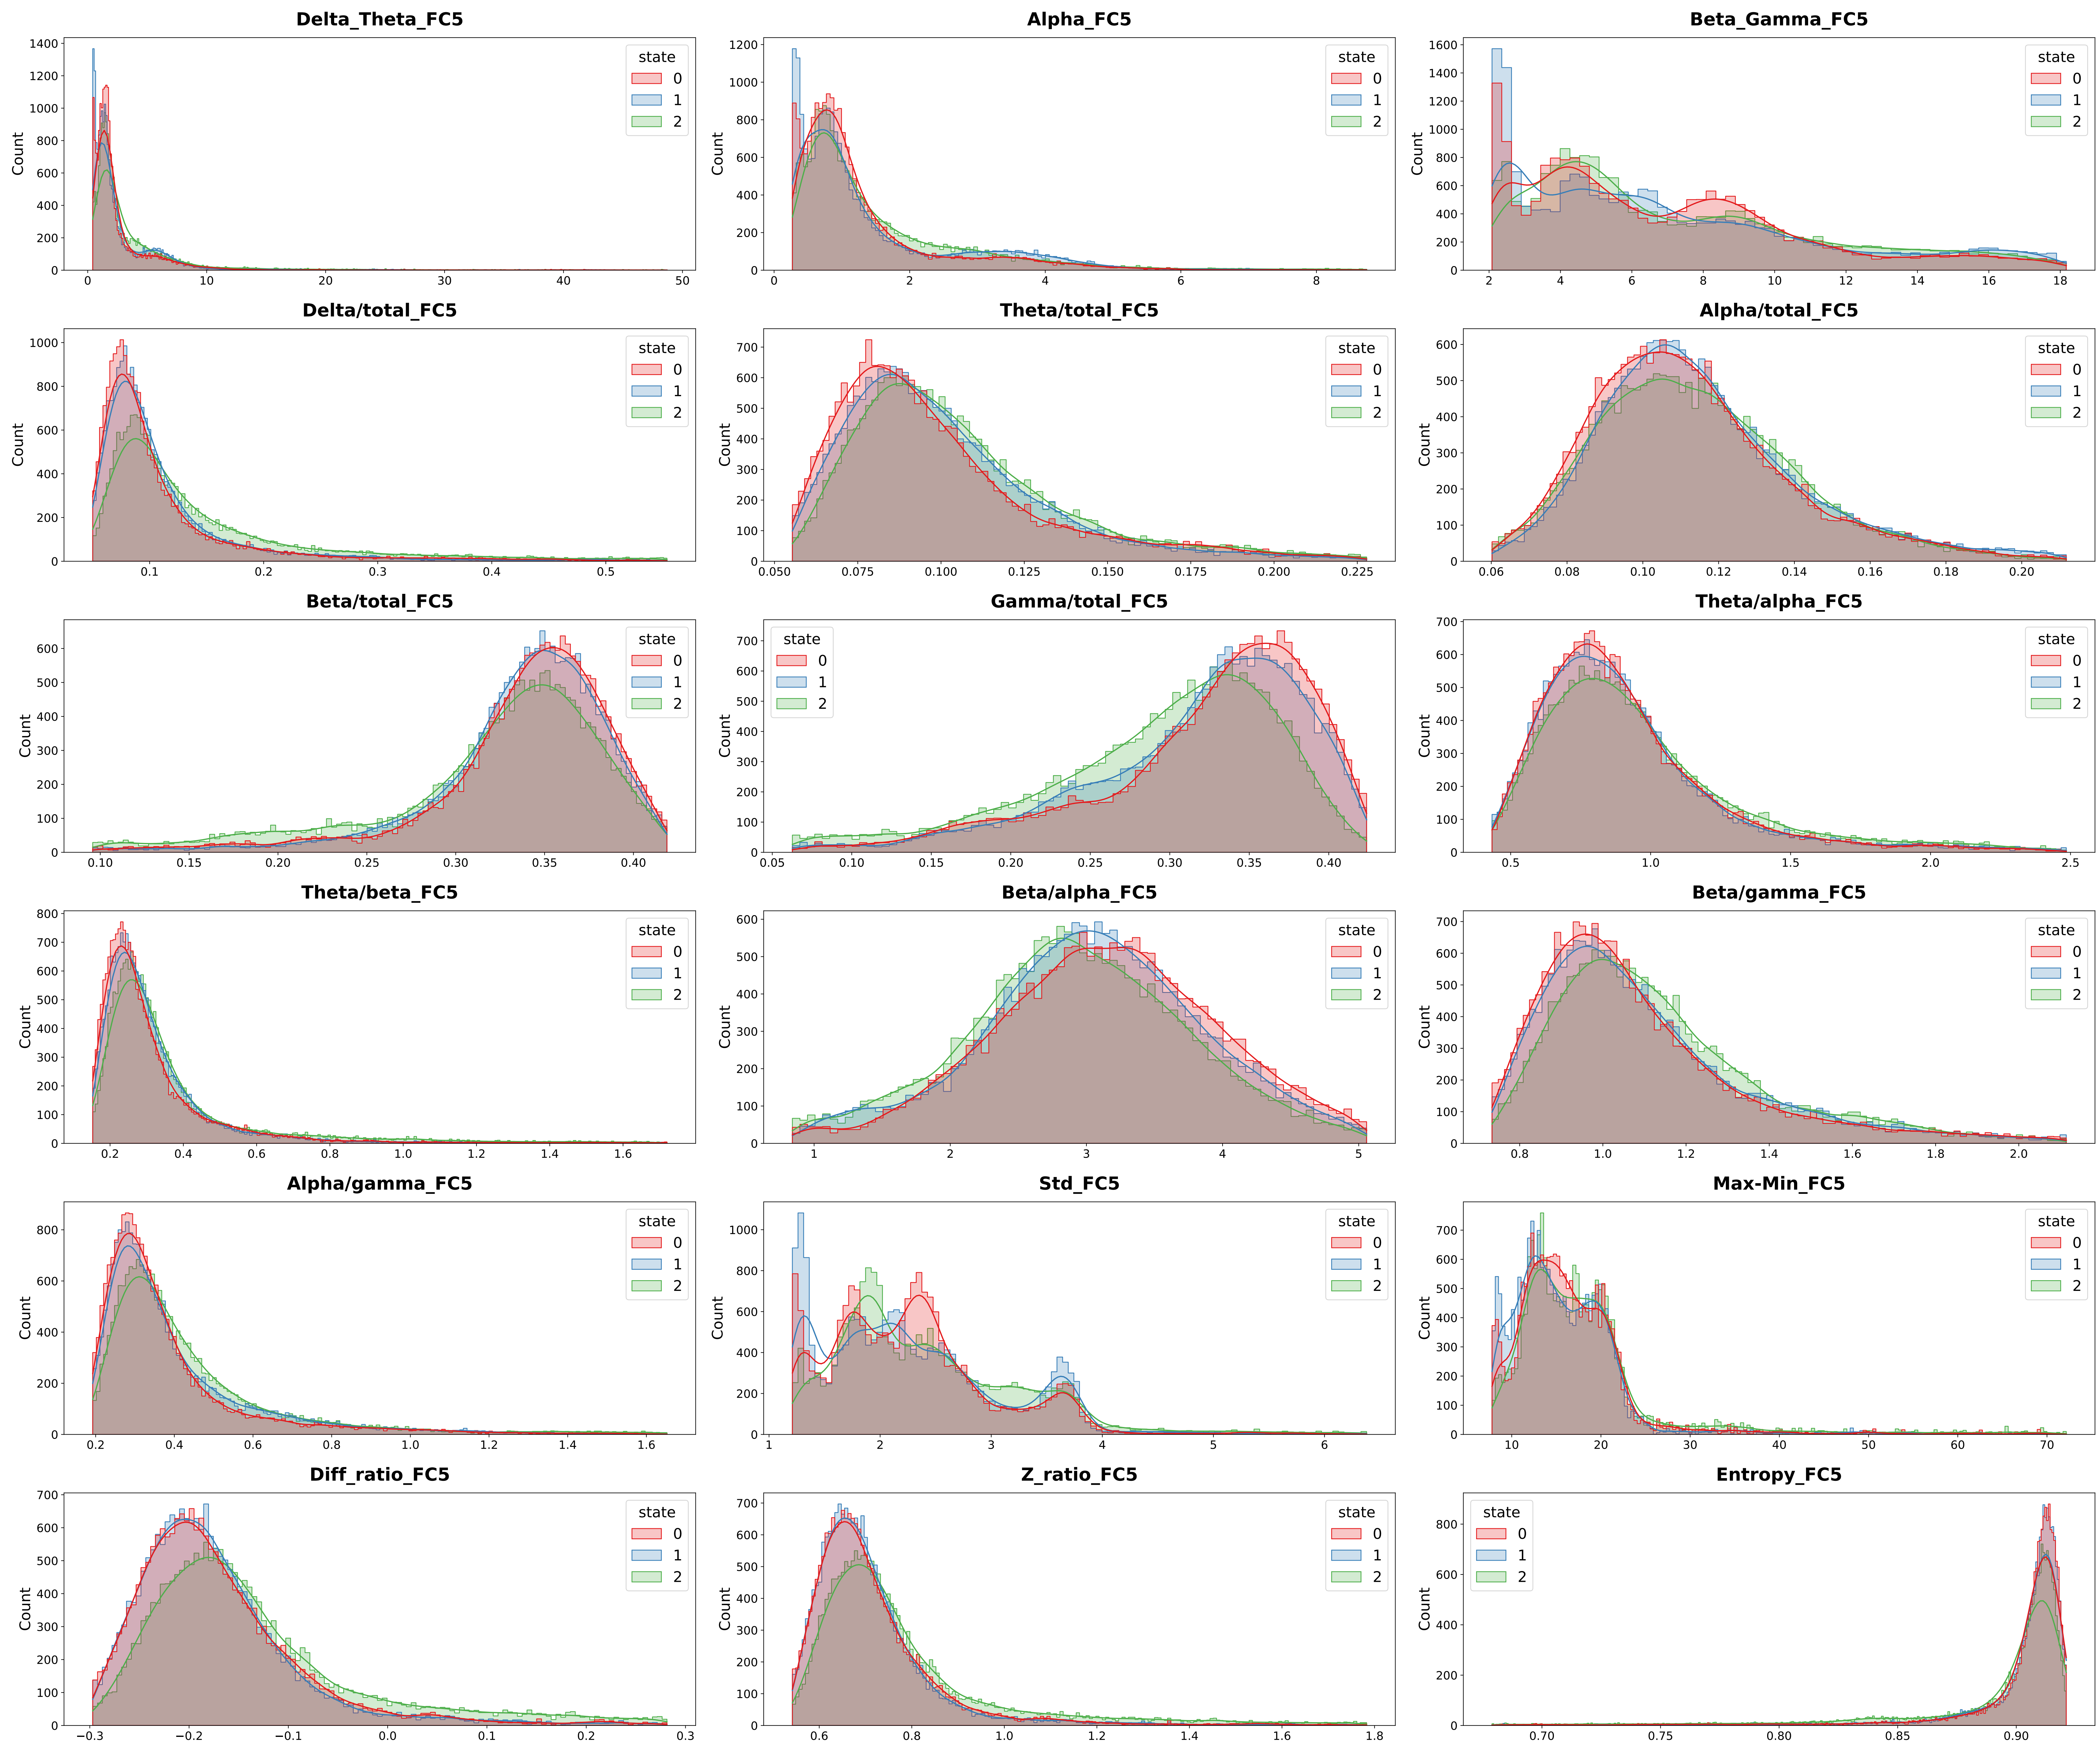 Delta_Theta_FC5
1400
1200
1000
800
600
400
200
0
Count
state
0
1
2
0 10 20 30 40 50
Alpha_FC5
1200
1000
800
600
400
200
0
Count
state
0
1
2
0 2 4 6 8
Beta_Gamma_FC5
1600
1400
1200
1000
800
600
400
200
0
Count
state
0
1
2
2 4 6 8 10 12 14 16 18
Delta/total_FC5
1000
800
600
400
200
0
Count
state
0
1
2
0.1 0.2 0.3 0.4 0.5
Theta/total_FC5
700
600
500
400
300
200
100
0
Count
state
0
1
2
0.050 0.075 0.100 0.125 0.150 0.175 0.200 0.225
Alpha/total_FC5
600
500
400
300
200
100
0
Count
state
0
1
2
0.06 0.08 0.10 0.12 0.14 0.16 0.18 0.20
Beta/total_FC5
600
500
400
300
200
100
0
Count
state
0
1
2
0.10 0.15 0.20 0.25 0.30 0.35 0.40
Gamma/total_FC5
700
600
500
400
300
200
100
0
Count
state
0
1
2
0.05 0.10 0.15 0.20 0.25 0.30 0.35 0.40
Theta/alpha_FC5
700
600
500
400
300
200
100
0
Count
state
0
1
2
0.5 1.0 1.5 2.0 2.5
Theta/beta_FC5
800
700
600
500
400
300
200
100
0
Count
state
0
1
2
0.2 0.4 0.6 0.8 1.0 1.2 1.4 1.6
Beta/alpha_FC5
600
500
400
300
200
100
0
Count
state
0
1
2
1 2 3 4 5
Beta/gamma_FC5
700
600
500
400
300
200
100
0
Count
state
0
1
2
0.8 1.0 1.2 1.4 1.6 1.8 2.0
Alpha/gamma_FC5
800
600
400
200
0
Count
state
0
1
2
0.2 0.4 0.6 0.8 1.0 1.2 1.4 1.6
Std_FC5
1000
800
600
400
200
0
Count
state
0
1
2
1 2 3 4 5 6
Max-Min_FC5
700
600
500
400
300
200
100
0
Count
state
0
1
2
10 20 30 40 50 60 70
Diff_ratio_FC5
700
600
500
400
300
200
100
0
Count
state
0
1
2
−0.3 −0.2 −0.1 0.0 0.1 0.2 0.3
Z_ratio_FC5
700
600
500
400
300
200
100
0
Count
state
0
1
2
0.6 0.8 1.0 1.2 1.4 1.6 1.8
Entropy_FC5
800
600
400
200
0
Count
state
0
1
2
0.70 0.75 0.80 0.85 0.90